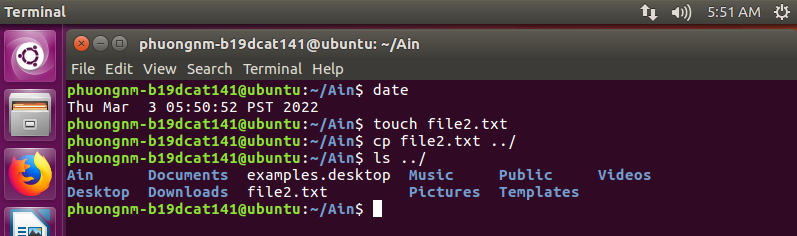 Terminal 5:51 AM
phuongnm-b19dcat141@ubuntu: ~/Ain
File Edit View Search Terminal Help
phuongnm-b19dcat141@ubuntu:~/Ain$ date
Thu Mar  3 05:50:52 PST 2022
phuongnm-b19dcat141@ubuntu:~/Ain$ touch file2.txt
phuongnm-b19dcat141@ubuntu:~/Ain$ cp file2.txt ../
phuongnm-b19dcat141@ubuntu:~/Ain$ ls ../
Ain      Documents  examples.desktop  Music     Public     Videos
Desktop  Downloads  file2.txt         Pictures  Templates
phuongnm-b19dcat141@ubuntu:~/Ain$